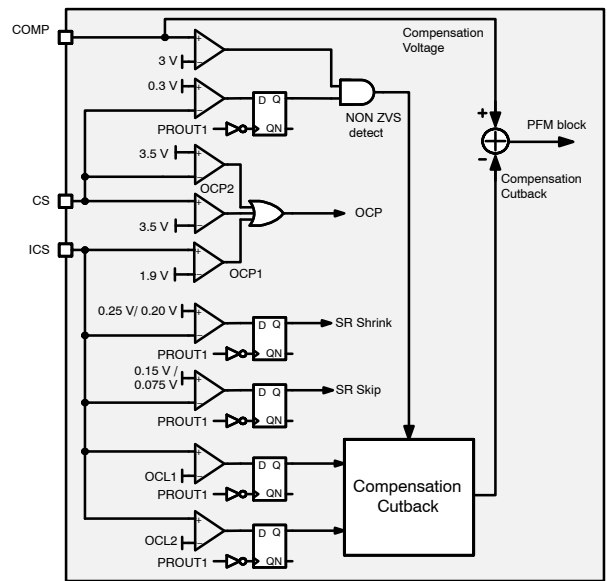 COMP
Compensation
Voltage
+
−
3 V
0.3 V
+
−
D Q
QN
PROUT1
NON ZVS
detect
+
−
PFM block
Compensation
Cutback
3.5 V
+
−
OCP2
CS
+
−
3.5 V
OCP
ICS
+
−
1.9 V
OCP1
0.25 V/ 0.20 V
+
−
D Q
QN
SR Shrink
PROUT1
0.15 V /
0.075 V
+
−
D Q
QN
SR Skip
PROUT1
+
−
OCL1
D Q
QN
PROUT1
Compensation
Cutback
+
−
OCL2
D Q
QN
PROUT1